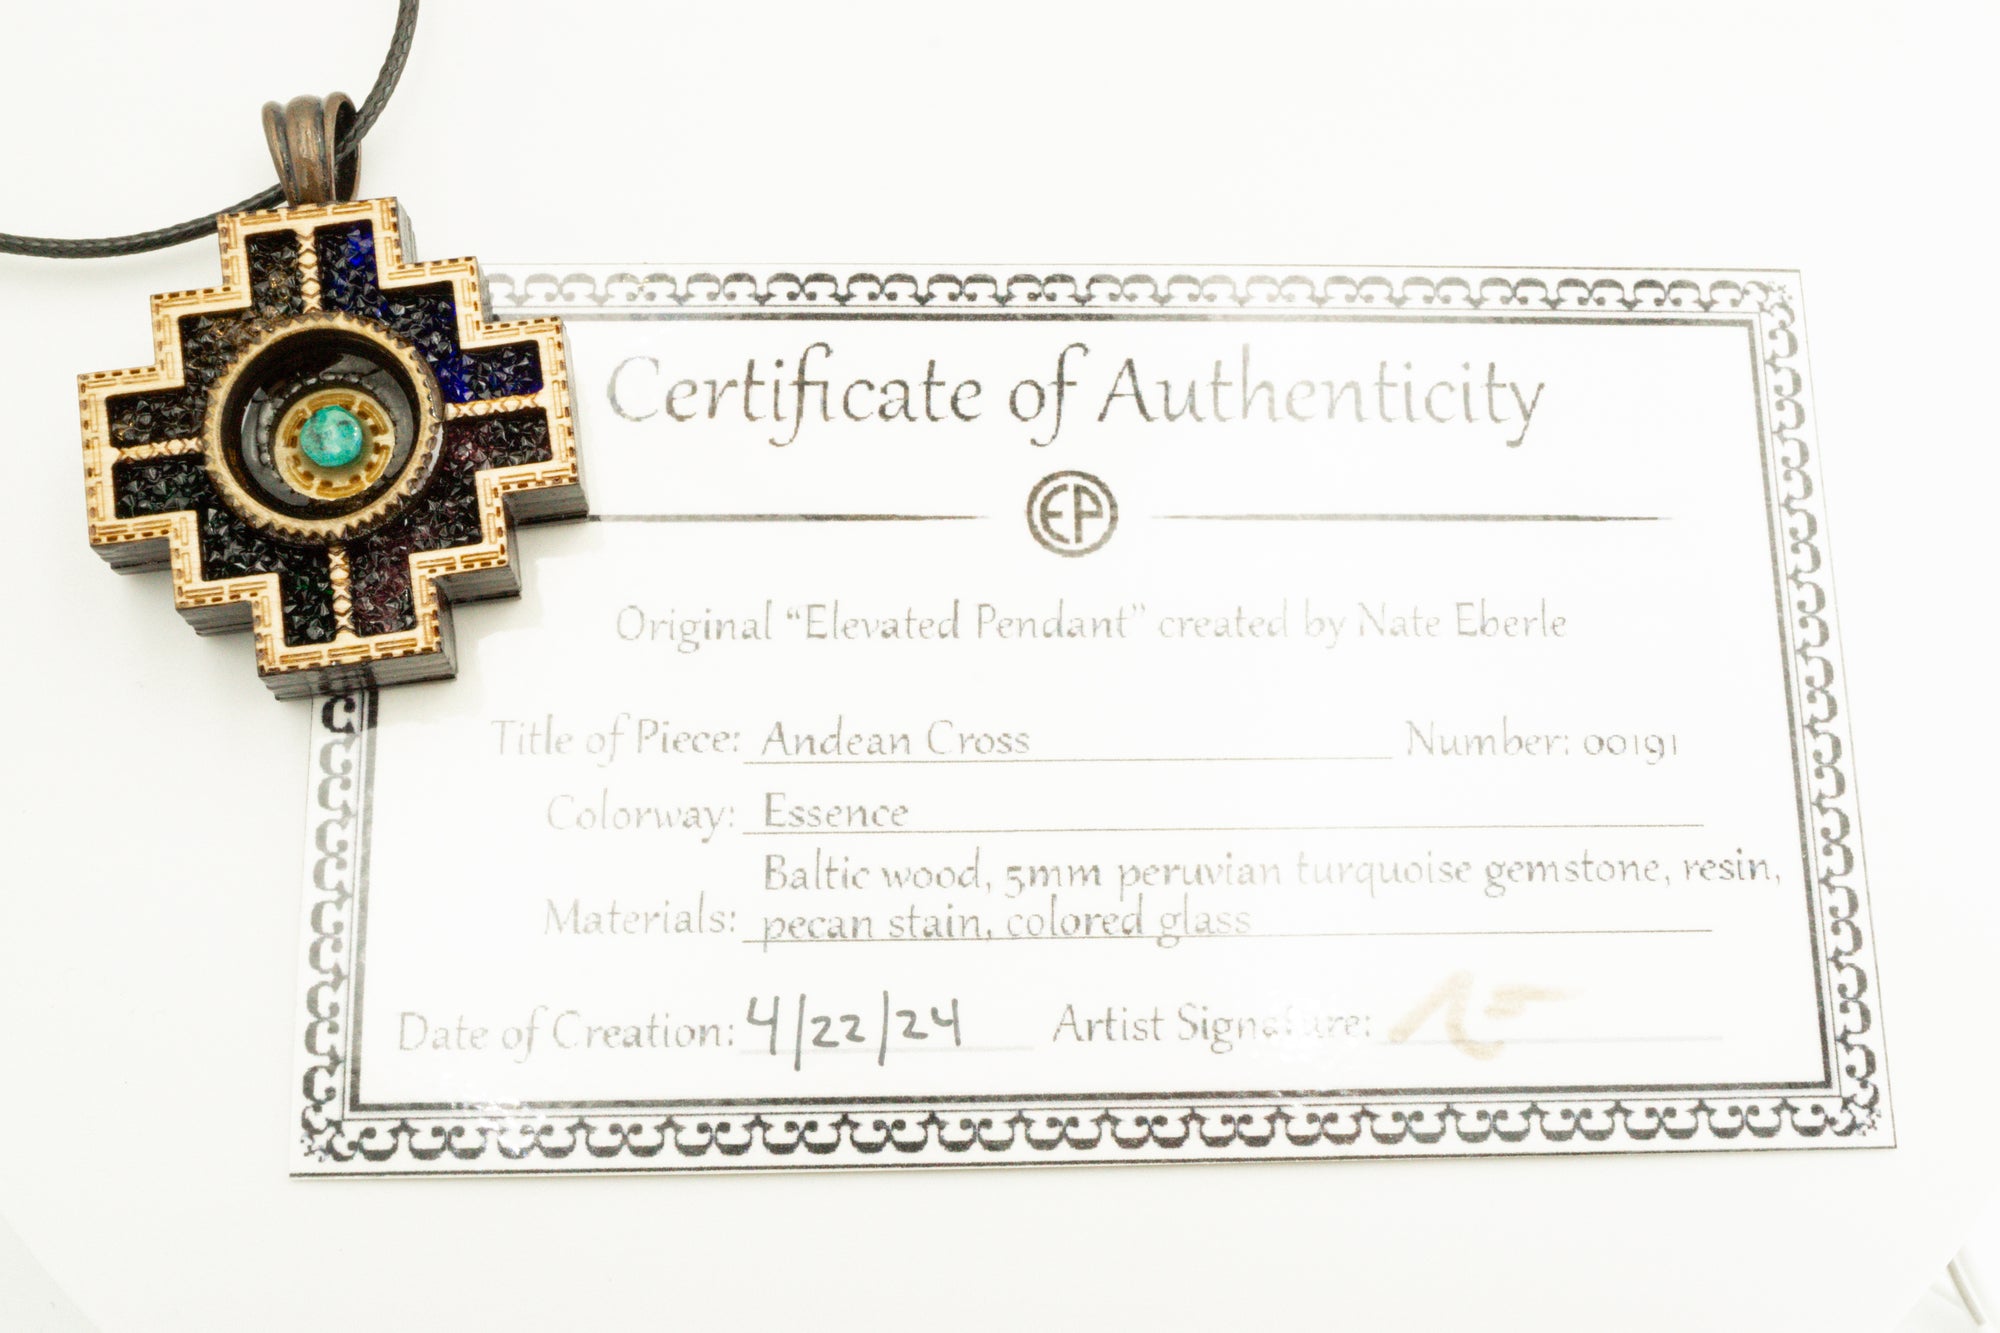 Certificate of Authenticity
EP
Original “Elevated Pendant” created by Nate Eberle
Title of Piece: Andean Cross Number: 00191
Colorway: Essence
Baltic wood, 5mm peruvian turquoise gemstone, resin,
Materials: pecan stain, colored glass
Date of Creation: 4/22/24 Artist Signature: